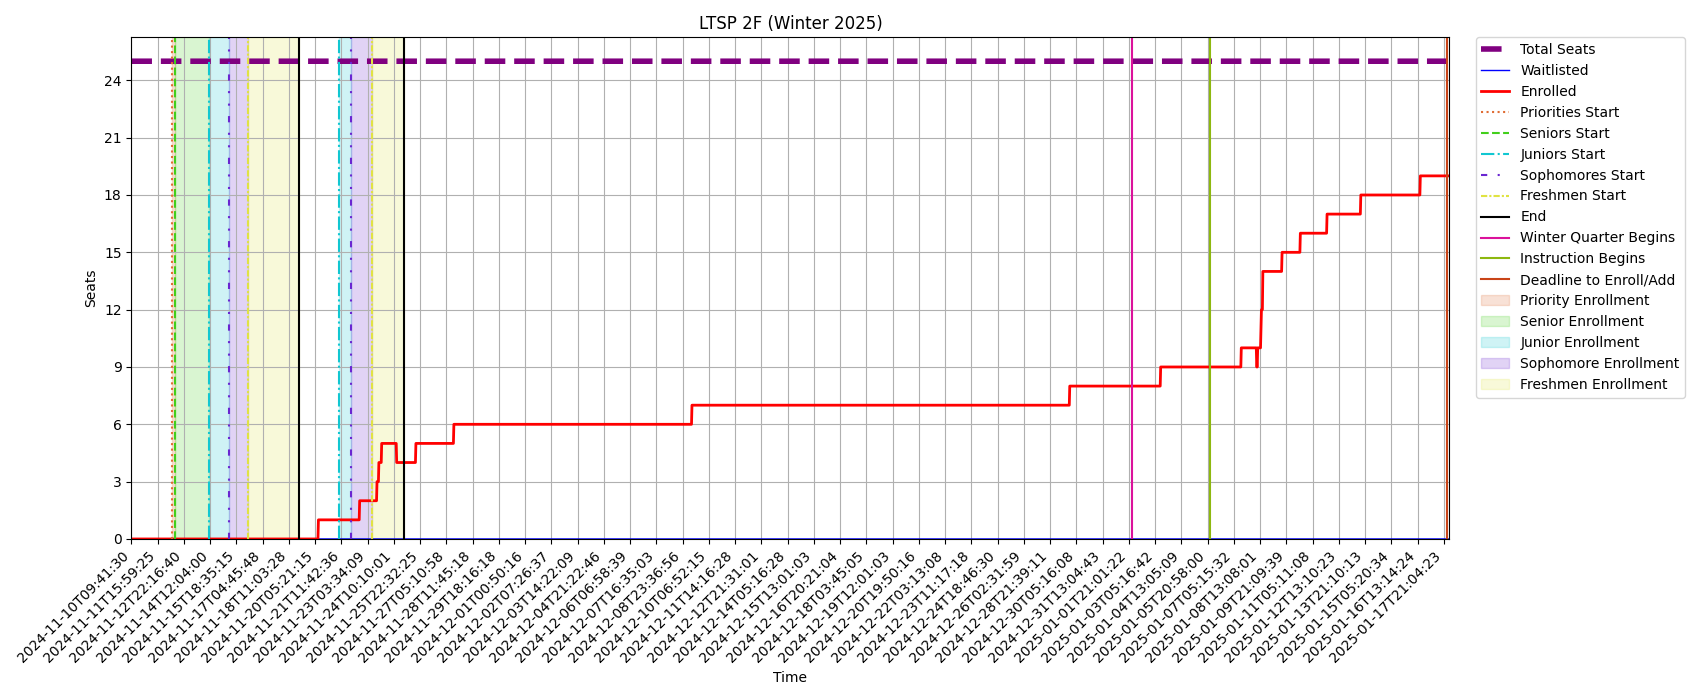 LTSP 2F (Winter 2025)
Total Seats
Waitlisted
Enrolled
Priorities Start
Seniors Start
Juniors Start
Sophomores Start
Freshmen Start
End
Winter Quarter Begins
Instruction Begins
Deadline to Enroll/Add
Priority Enrollment
Senior Enrollment
Junior Enrollment
Sophomore Enrollment
Freshmen Enrollment
Seats
24
21
18
15
12
9
6
3
0
2024-11-10T09:41:30
2024-11-11T15:59:25
2024-11-12T22:16:40
2024-11-14T12:04:00
2024-11-15T18:35:15
2024-11-17T04:45:48
2024-11-18T11:03:28
2024-11-20T05:21:15
2024-11-21T11:42:36
2024-11-23T03:34:09
2024-11-24T10:10:01
2024-11-25T22:32:25
2024-11-27T05:10:58
2024-11-28T11:45:18
2024-11-29T18:16:18
2024-12-01T00:50:16
2024-12-02T07:26:37
2024-12-03T14:22:09
2024-12-04T21:22:46
2024-12-06T06:58:39
2024-12-07T16:35:03
2024-12-08T23:36:56
2024-12-10T06:52:15
2024-12-11T14:16:28
2024-12-12T21:31:01
2024-12-14T05:16:28
2024-12-15T13:01:03
2024-12-16T20:21:04
2024-12-18T03:45:05
2024-12-19T12:01:03
2024-12-20T19:50:16
2024-12-22T03:13:08
2024-12-23T11:17:18
2024-12-24T18:46:30
2024-12-26T02:31:59
2024-12-28T21:39:11
2024-12-30T05:16:08
2024-12-31T13:04:43
2025-01-01T21:01:22
2025-01-03T05:16:42
2025-01-04T13:05:09
2025-01-05T20:58:00
2025-01-07T05:15:32
2025-01-08T13:08:01
2025-01-09T21:09:39
2025-01-11T05:11:08
2025-01-12T13:10:23
2025-01-13T21:10:13
2025-01-15T05:20:34
2025-01-16T13:14:24
2025-01-17T21:04:23
Time